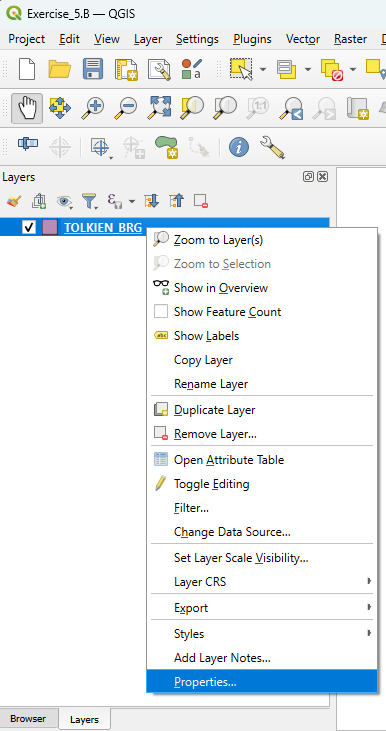 Exercise_5.B — QGIS
Project Edit View Layer Settings Plugins Vector Raster
1:1
Layers
ε
TOLKIEN_BRG
Zoom to Layer(s)
Zoom to Selection
Show in Overview
Show Feature Count
abc Show Labels
Copy Layer
Rename Layer
Duplicate Layer
Remove Layer...
Open Attribute Table
Toggle Editing
Filter...
Change Data Source...
Set Layer Scale Visibility...
Layer CRS
Export
Styles
Add Layer Notes...
Properties...
Browser Layers